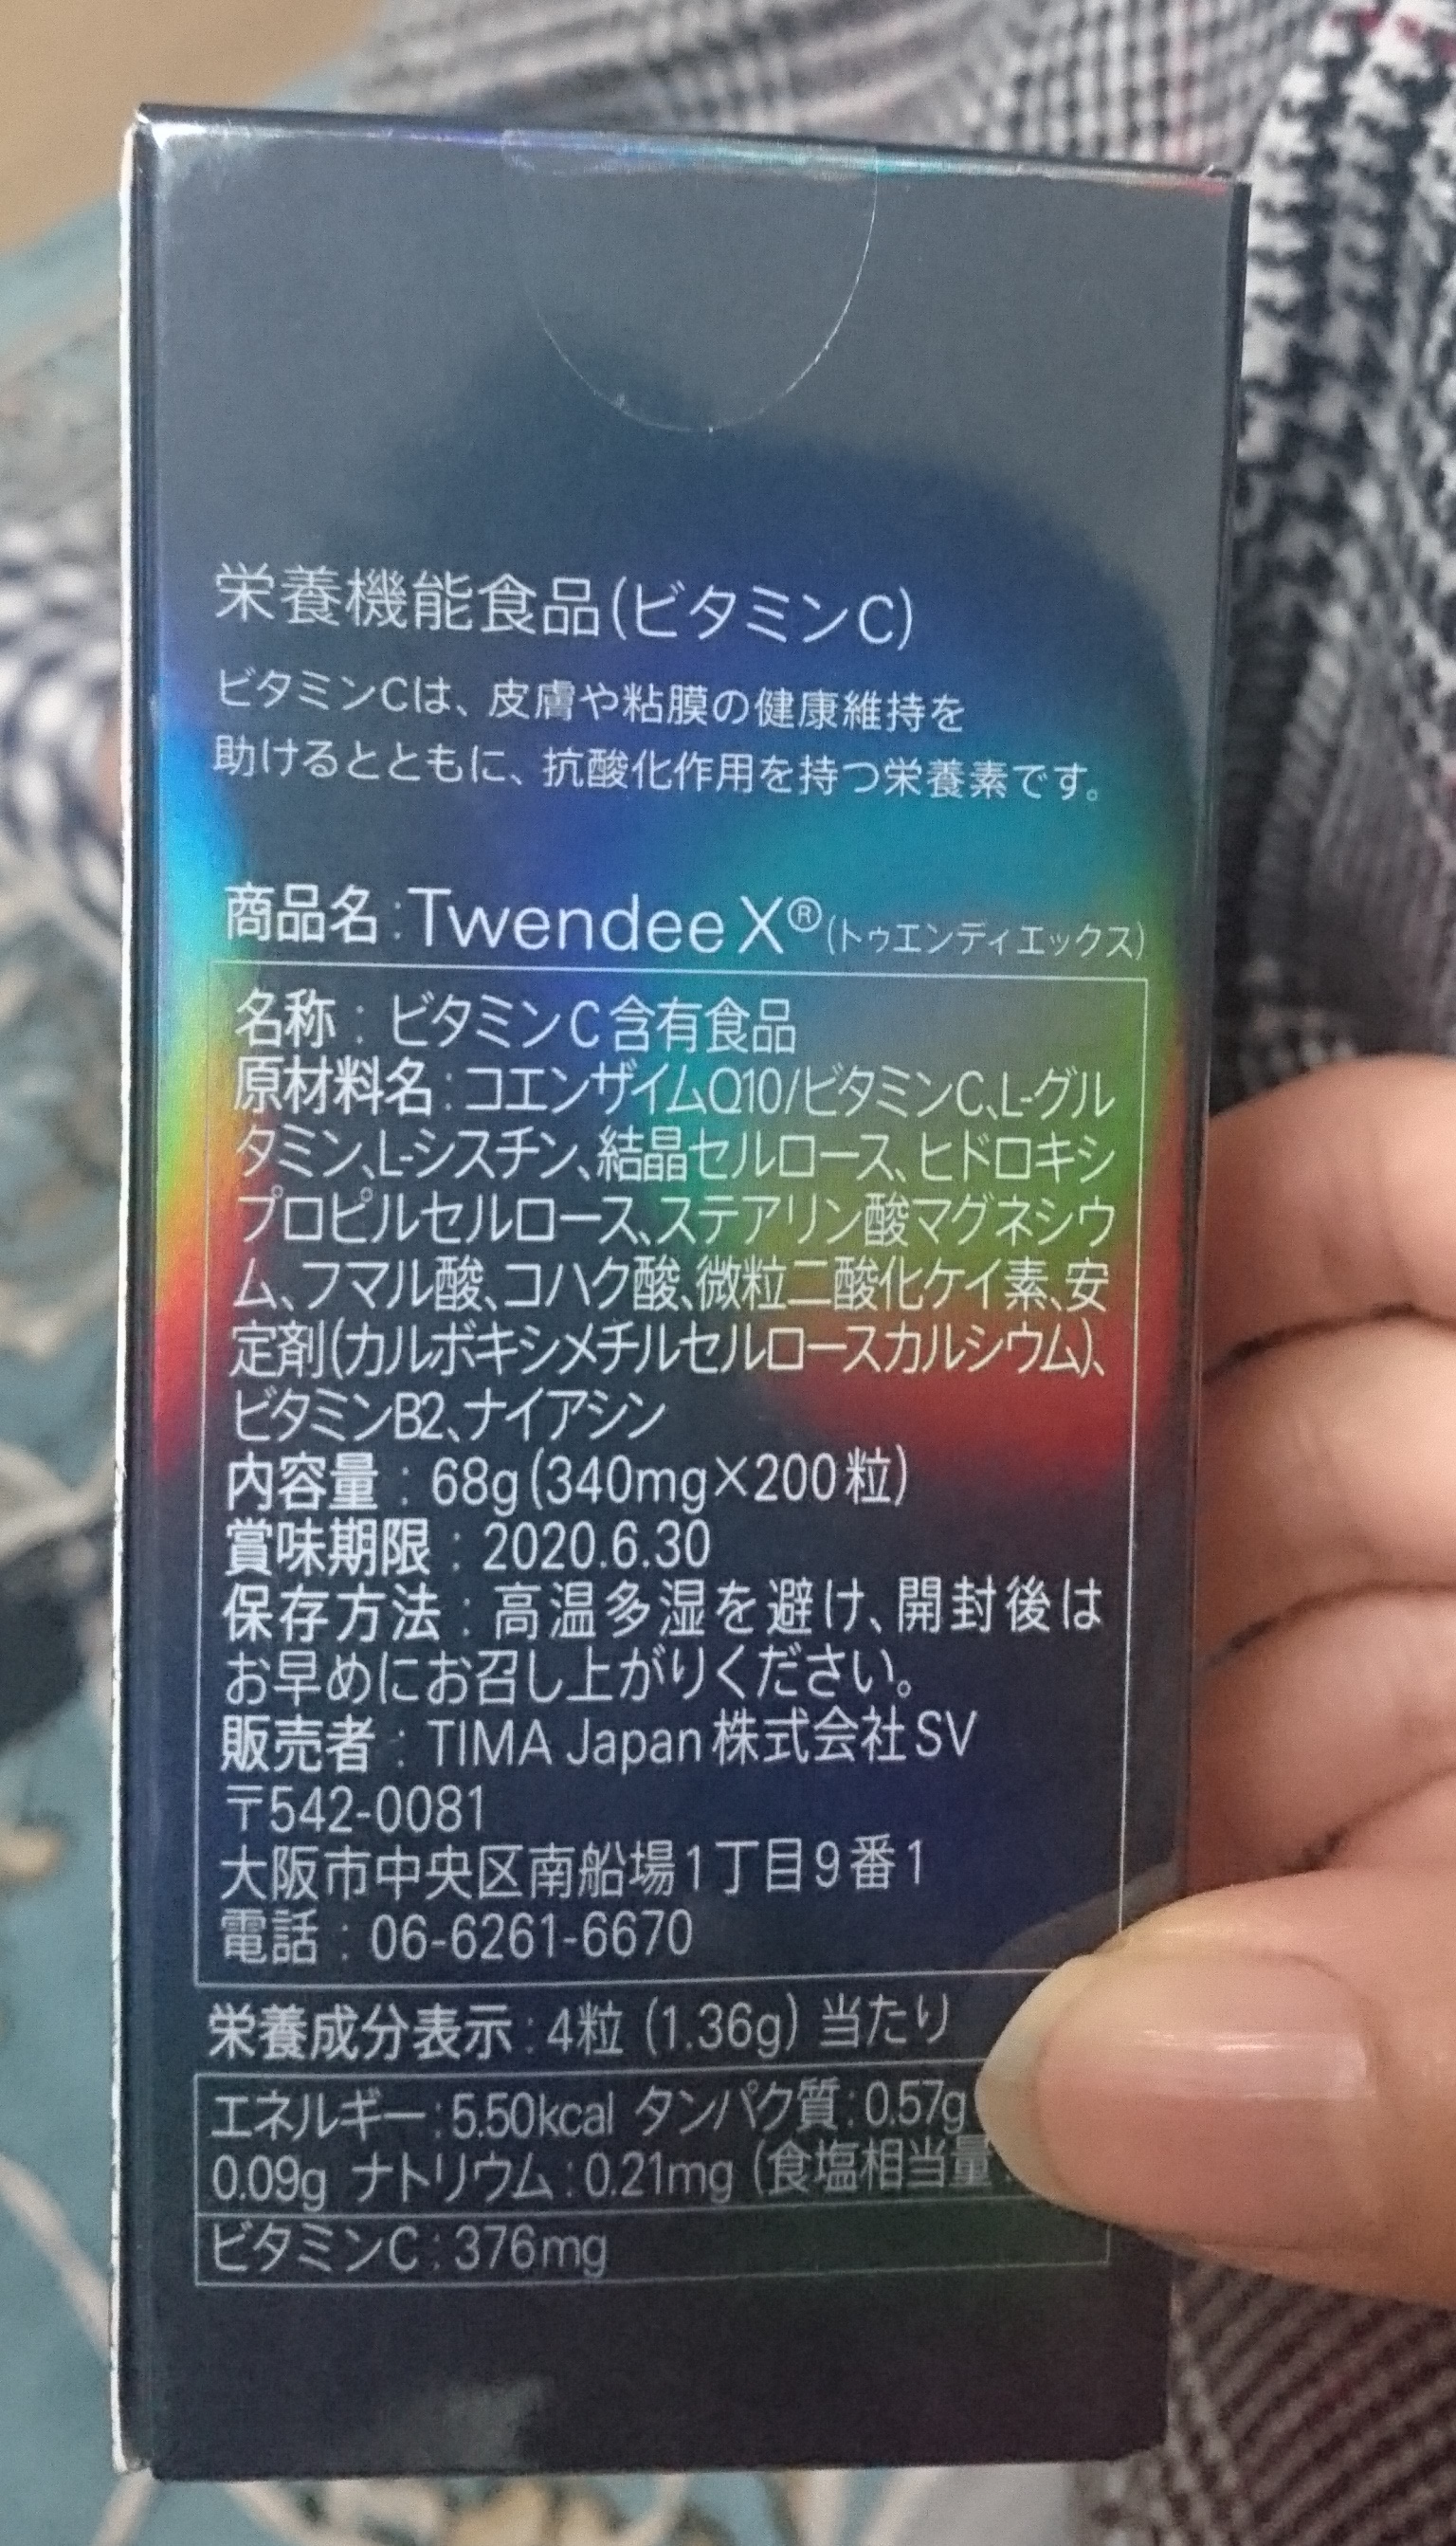 栄養機能食品(ビタミンC)
ビタミンCは、皮膚や粘膜の健康維持を
助けるとともに、抗酸化作用を持つ栄養素です。
商品名:Twendee X®(トゥエンディエックス)
名称:ビタミンC含有食品
原材料名:コエンザイムQ10/ビタミンC、L-グル
タミン、L-シスチン、結晶セルロース、ヒドロキシ
プロピルセルロース、ステアリン酸マグネシウ
ム、フマル酸、コハク酸、微粒二酸化ケイ素、安
定剤(カルボキシメチルセルロースカルシウム)、
ビタミンB2、ナイアシン
内容量:68g(340mg×200粒)
賞味期限:2020.6.30
保存方法:高温多湿を避け、開封後は
お早めにお召し上がりください。
販売者:TIMA Japan株式会社SV
〒542-0081
大阪市中央区南船場1丁目9番1
電話:06-6261-6670
栄養成分表示:4粒(1.36g)当たり
エネルギー:5.50kcal タンパク質:0.57g
0.09g ナトリウム:0.21mg(食塩相当量
ビタミンC:376mg